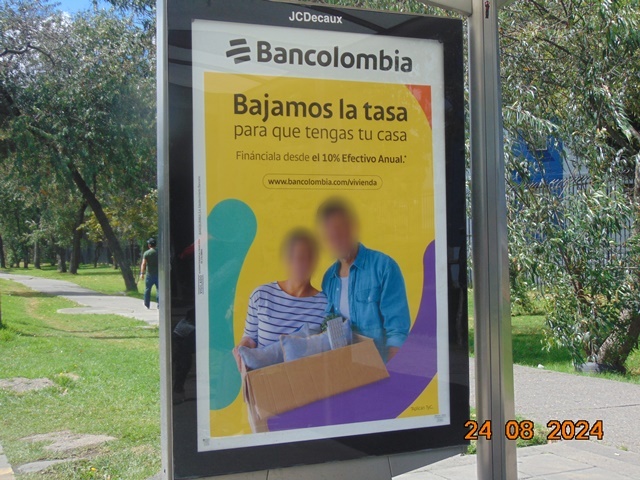 JCDecaux
Bancolombia
Bajamos la tasa
para que tengas tu casa
Fináncíala desde el 10% Efectivo Anual.*
www.bancolombia.com/vivienda
24 08 2024